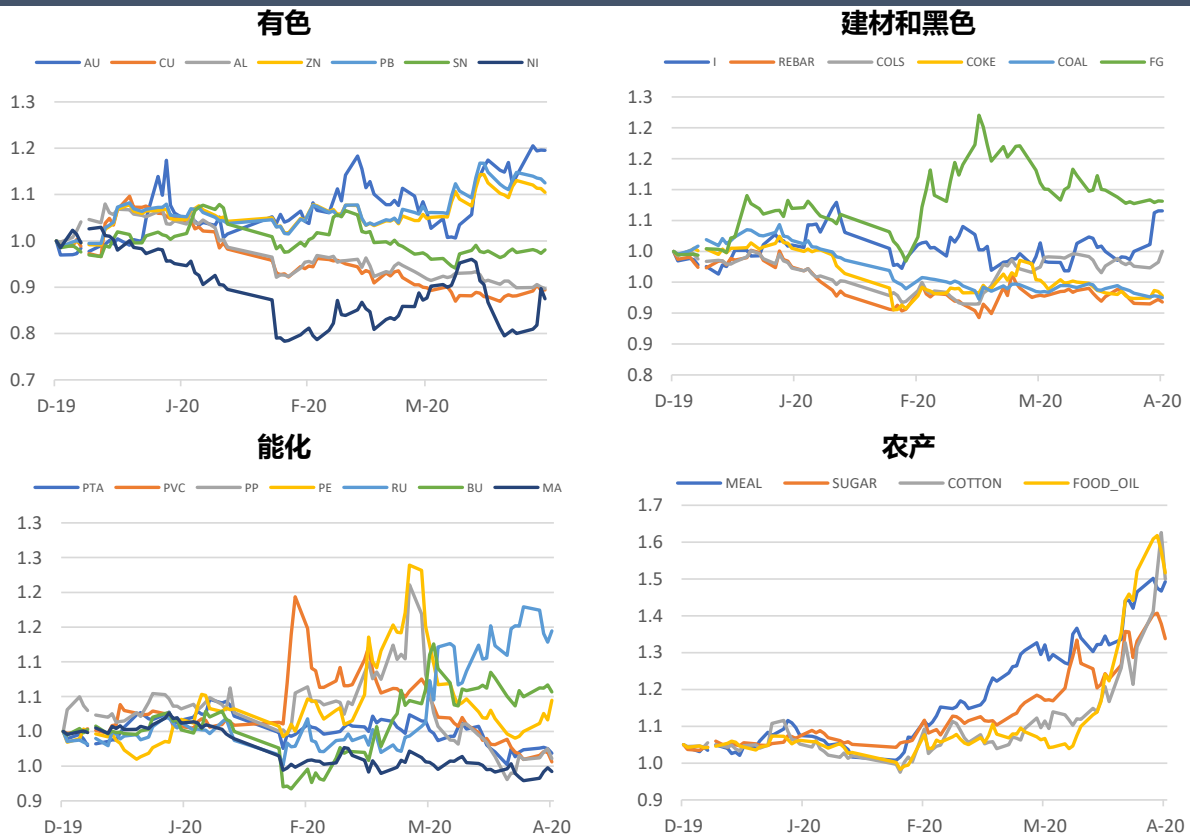 有色
AU CU AL ZN PB SN NI
1.3
1.2
1.1
1.0
0.9
0.8
0.7
D-19 J-20 F-20 M-20
建材和黑色
I REBAR COLS COKE COAL FG
1.3
1.2
1.2
1.1
1.1
1.0
1.0
0.9
0.9
0.8
D-19 J-20 F-20 M-20 A-20
能化
PTA PVC PP PE RU BU MA
1.3
1.3
1.2
1.2
1.1
1.1
1.0
1.0
0.9
D-19 J-20 F-20 M-20 A-20
农产
MEAL SUGAR COTTON FOOD_OIL
1.7
1.6
1.5
1.4
1.3
1.2
1.1
1.0
0.9
D-19 J-20 F-20 M-20 A-20